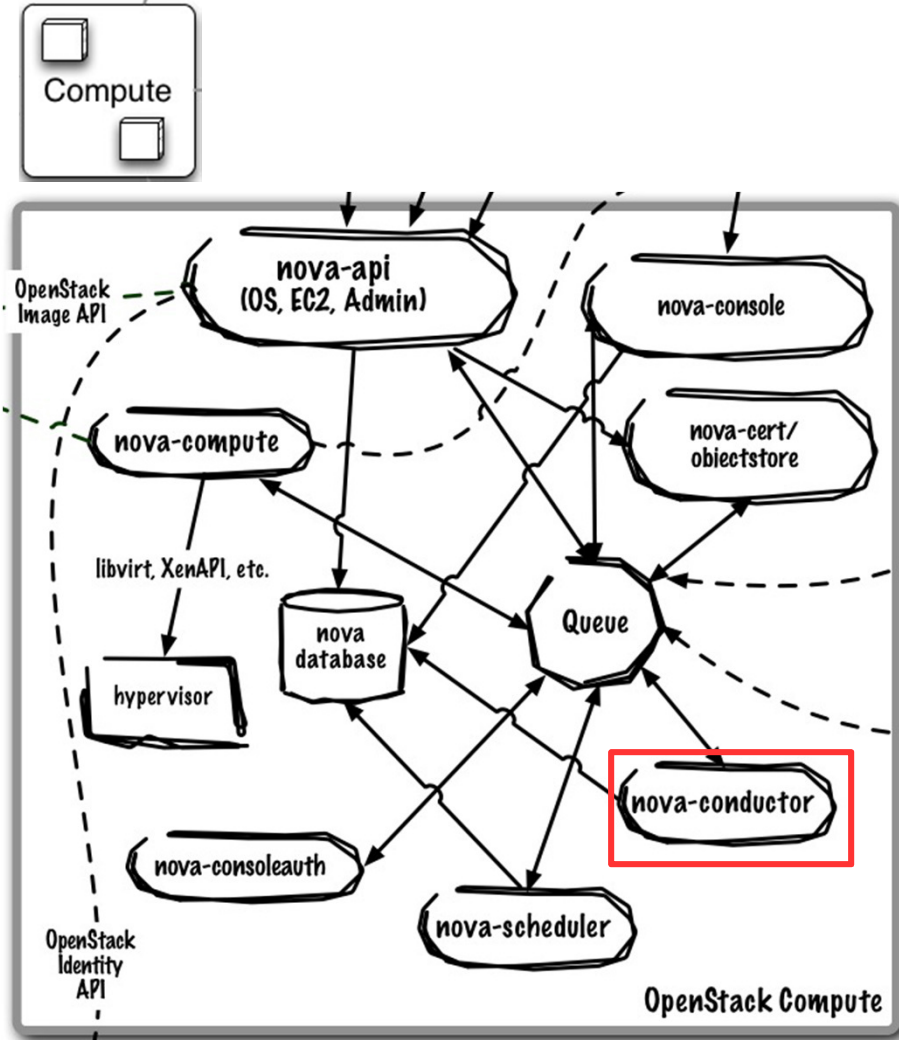 Compute
nova-api
(OS, EC2, Admin)
nova-console
OpenStack
Image API
nova-compute
nova-cert/
obiectstore
libvirt, XenAPI, etc.
Queue
nova
database
hypervisor
nova-conductor
nova-consoleauth
nova-scheduler
OpenStack
Identity
API
OpenStack Compute